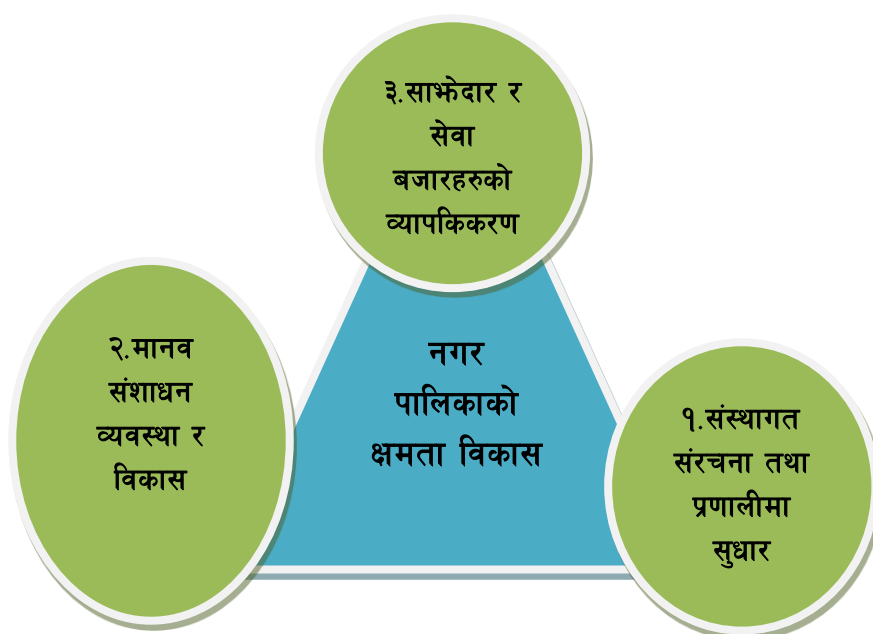 ३.साझेदार र
सेवा
बजारहरुको
व्यापकिकरण
नगर
पालिकाको
क्षमता विकास
२.मानव
संशाधन
व्यवस्था र
विकास
१.संस्थागत
संरचना तथा
प्रणालीमा
सुधार